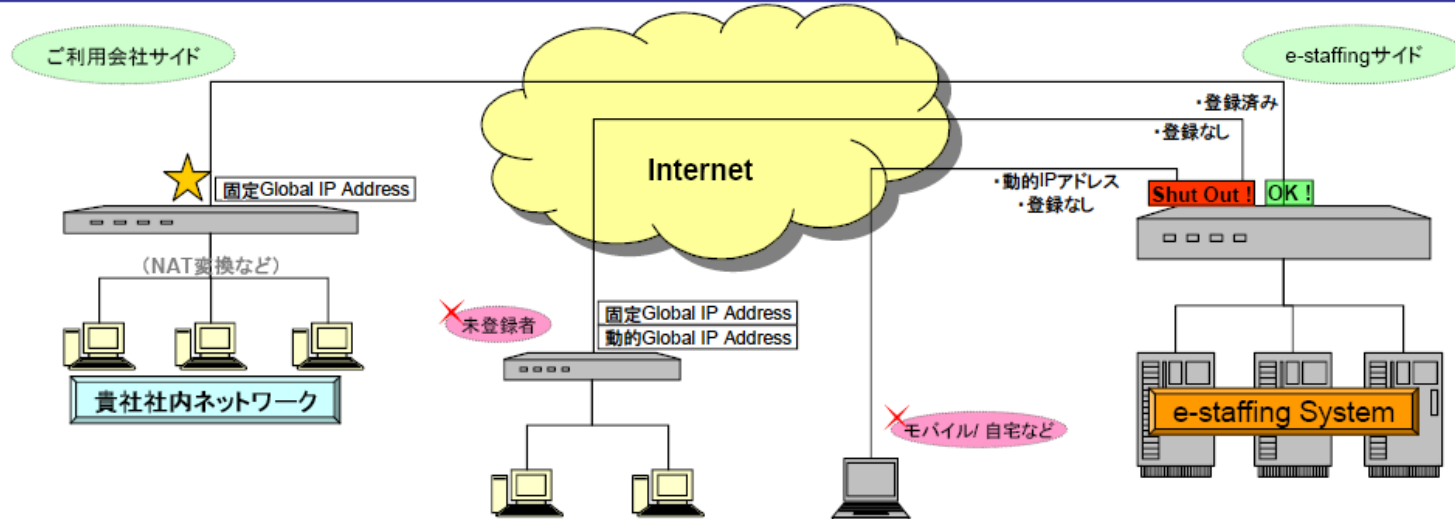 ご利用会社サイド
e-staffingサイド
・登録済み
・登録なし
Internet
・動的IPアドレス
・登録なし
Shut Out !
OK !
固定Global IP Address
(NAT変換など)
未登録者
固定Global IP Address
動的Global IP Address
貴社社内ネットワーク
モバイル/ 自宅など
e-staffing System